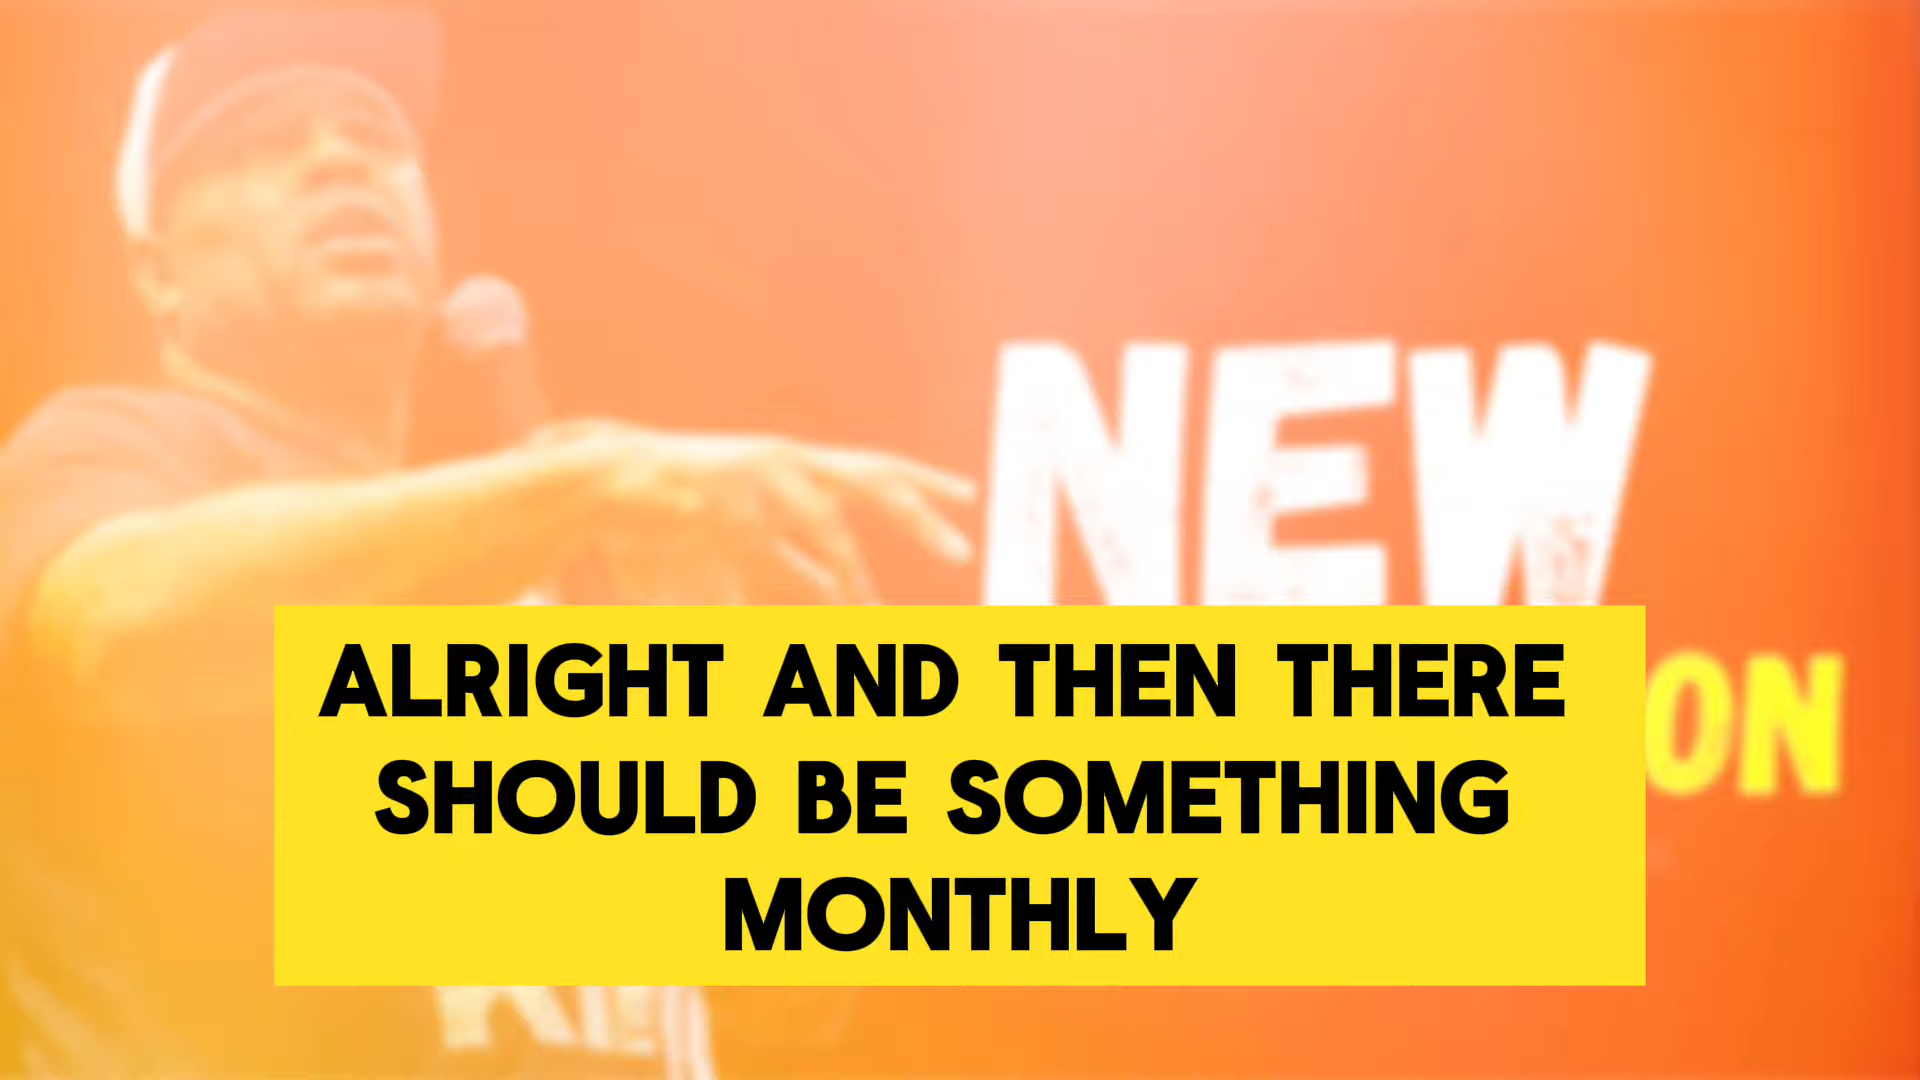 NEW
ALRIGHT AND THEN THERE
SHOULD BE SOMETHING
MONTHLY